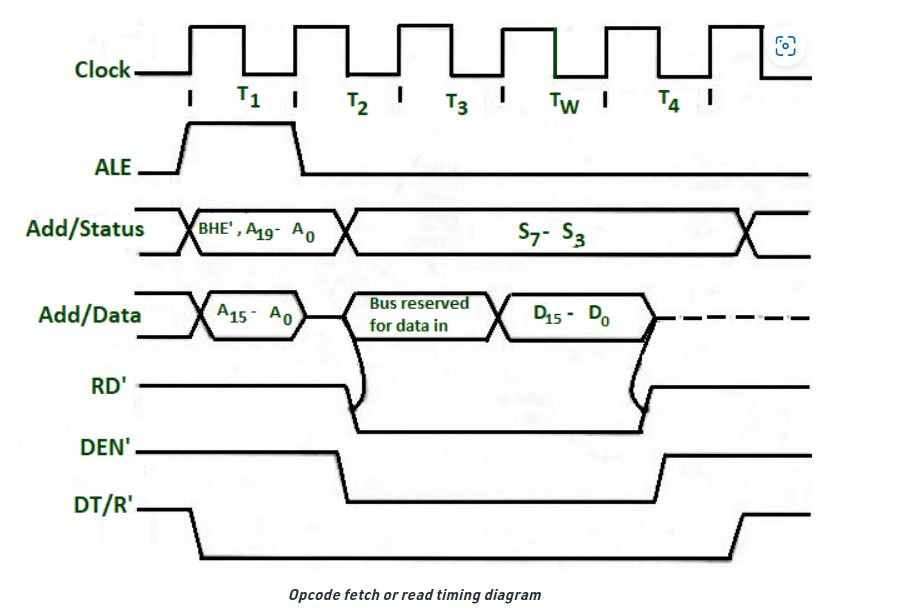 Clock
T1 T2 T3 TW T4
ALE
Add/Status BHE' , A19- A0 S7- S3
Add/Data A15 - A0 Bus reserved
for data in D15 - D0
RD'
DEN'
DT/R'
Opcode fetch or read timing diagram